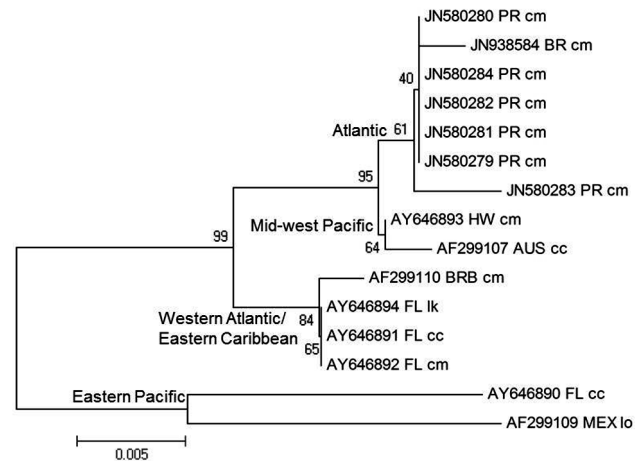 JN580280 PR cm
JN938584 BR cm
40
JN580284 PR cm
JN580282 PR cm
Atlantic
61
JN580281 PR cm
JN580279 PR cm
95
JN580283 PR cm
Mid-west Pacific
AY646893 HW cm
99
64
AF299107 AUS cc
AF299110 BRB cm
Western Atlantic/
Eastern Caribbean
84
AY646894 FL lk
AY646891 FL cc
65
AY646892 FL cm
Eastern Pacific
AY646890 FL cc
AF299109 MEX lo
0.005